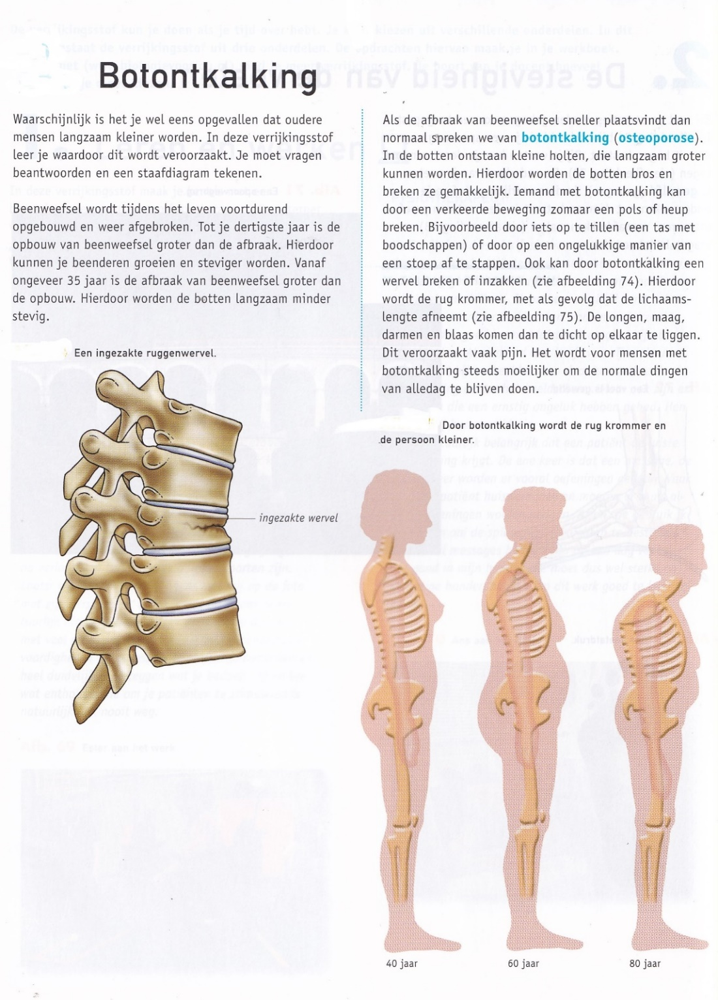 Botontkalking
Waarschijnlijk is het je wel eens opgevallen dat oudere
mensen langzaam kleiner worden. In deze verrijkingsstof
leer je waardoor dit wordt veroorzaakt. Je moet vragen
beantwoorden en een staafdiagram tekenen.
Beenweefsel wordt tijdens het leven voortdurend
opgebouwd en weer afgebroken. Tot je dertigste jaar is de
opbouw van beenweefsel groter dan de afbraak. Hierdoor
kunnen je beenderen groeien en steviger worden. Vanaf
ongeveer 35 jaar is de afbraak van beenweefsel groter dan
de opbouw. Hierdoor worden de botten langzaam minder
stevig.
Een ingezakte ruggenwervel.
ingezakte wervel
Als de afbraak van beenweefsel sneller plaatsvindt dan
normaal spreken we van botontkalking (osteoporose).
In de botten ontstaan kleine holten, die langzaam groter
kunnen worden. Hierdoor worden de botten bros en
breken ze gemakkelijk. Iemand met botontkalking kan
door een verkeerde beweging zomaar een pols of heup
breken. Bijvoorbeeld door iets op te tillen (een tas met
boodschappen) of door op een ongelukkige manier van
een stoep af te stappen. Ook kan door botontkalking een
wervel breken of inzakken (zie afbeelding 74). Hierdoor
wordt de rug krommer, met als gevolg dat de lichaams-
lengte afneemt (zie afbeelding 75). De longen, maag,
darmen en blaas komen dan te dicht op elkaar te liggen.
Dit veroorzaakt vaak pijn. Het wordt voor mensen met
botontkalking steeds moeilijker om de normale dingen
van alledag te blijven doen.
Door botontkalking wordt de rug krommer en
de persoon kleiner.
40 jaar
60 jaar
80 jaar